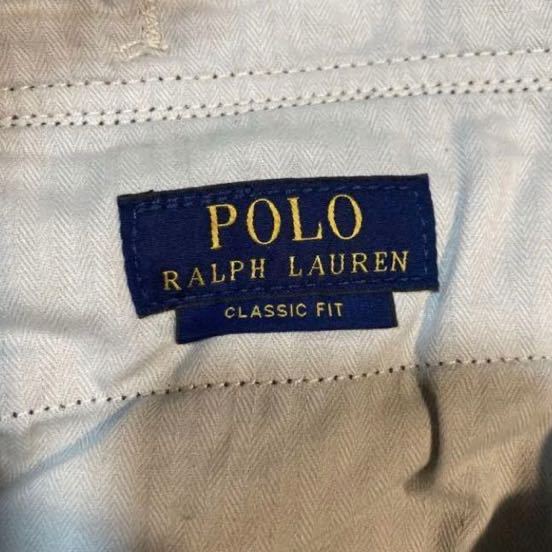 POLO
RALPH LAUREN
CLASSIC FIT